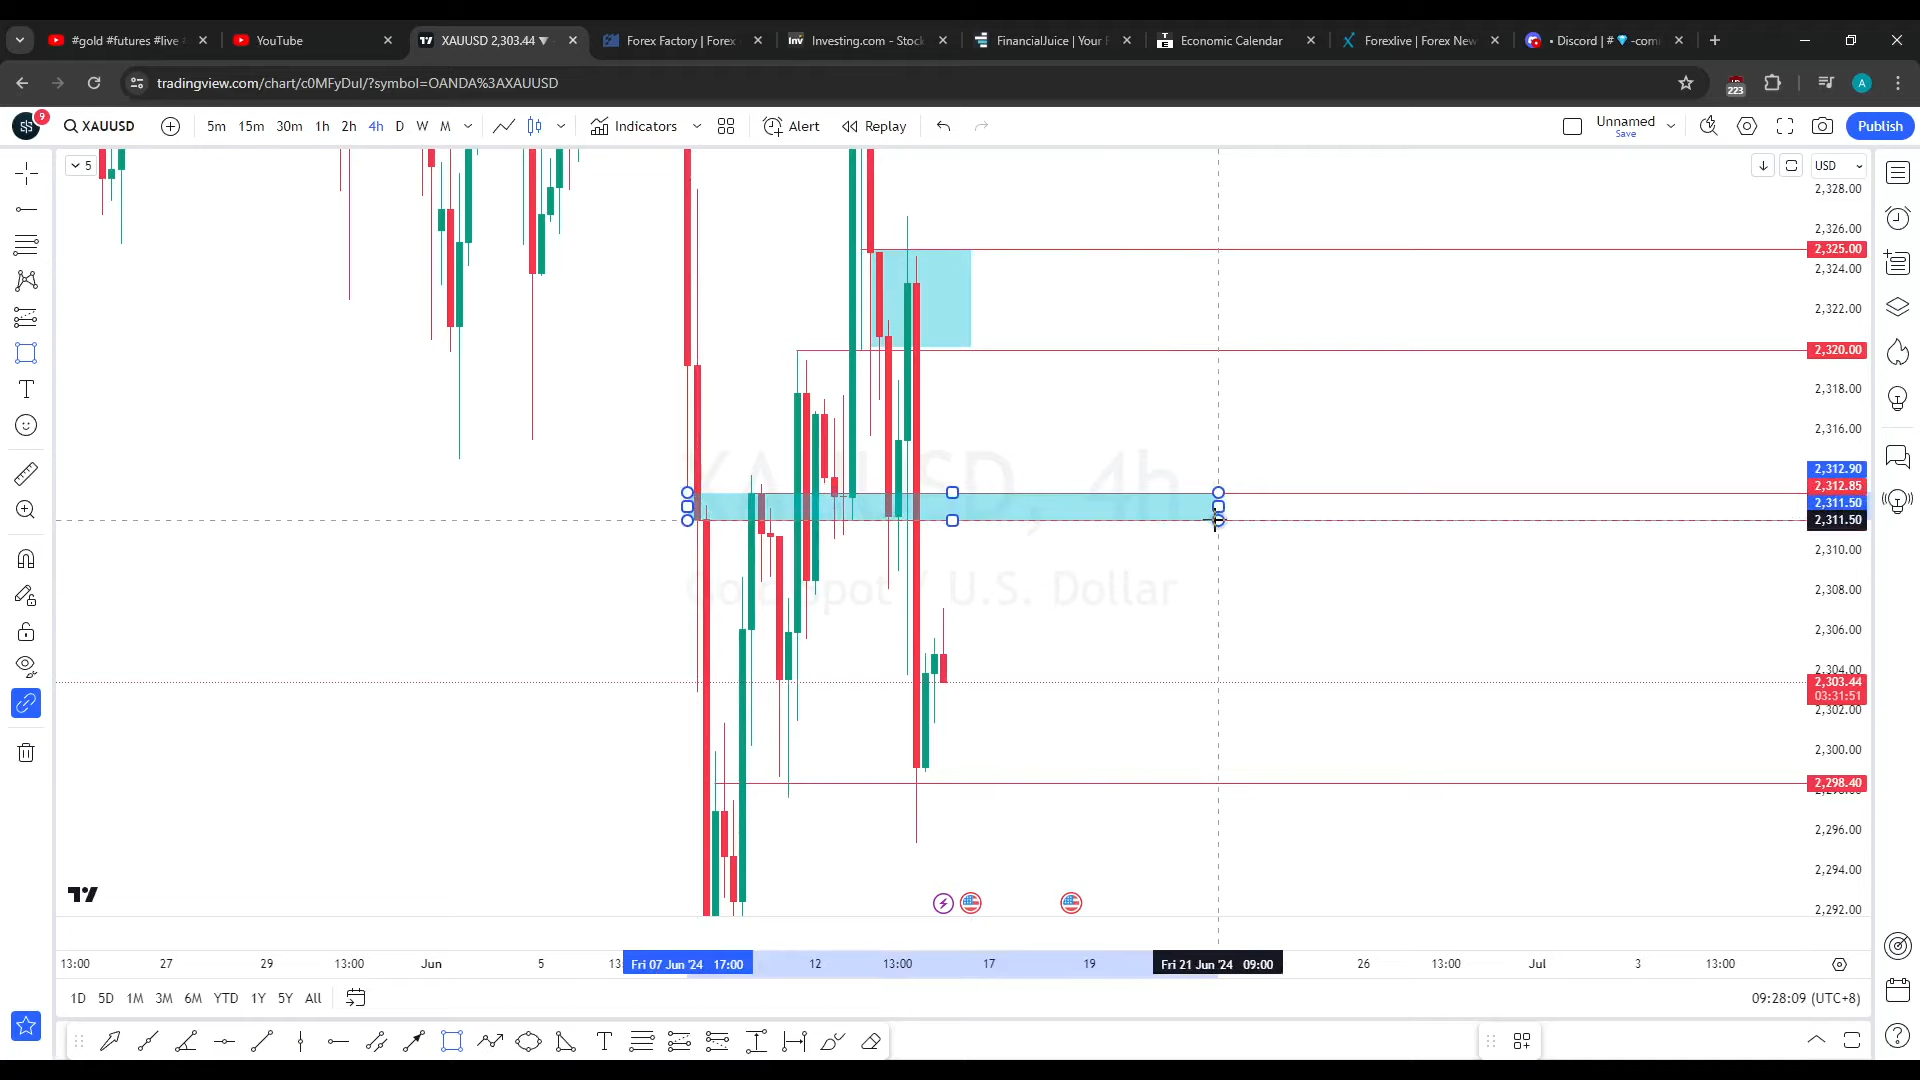 #gold #futures #live
YouTube
XAUUSD 2,303.44 ▼
Forex Factory | Forex
Inv
Investing.com - Stock
FinancialJuice | Your F
Economic Calendar
Forexlive | Forex New
• Discord | # 💎-com
tradingview.com/chart/c0MFyDul/?symbol=OANDA%3AXAUUSD
223
A
9
XAUUSD
5m 15m 30m 1h 2h 4h D W M
Indicators
Alert
Replay
Unnamed
Save
Publish
5
USD
2,328.00
2,326.00
2,325.00
2,324.00
2,322.00
2,320.00
2,318.00
2,316.00
2,312.90
2,312.85
2,311.50
2,311.50
2,310.00
2,308.00
2,306.00
2,304.00
2,303.44
03:31:51
2,302.00
2,300.00
2,298.40
2,296.00
2,294.00
2,292.00
XAUUSD, 4h
Gold Spot / U.S. Dollar
13:00 27 29 13:00 Jun 5 13: Fri 07 Jun '24 17:00 12 13:00 17 19 Fri 21 Jun '24 09:00 26 13:00 Jul 3 13:00
1D 5D 1M 3M 6M YTD 1Y 5Y All
09:28:09 (UTC+8)